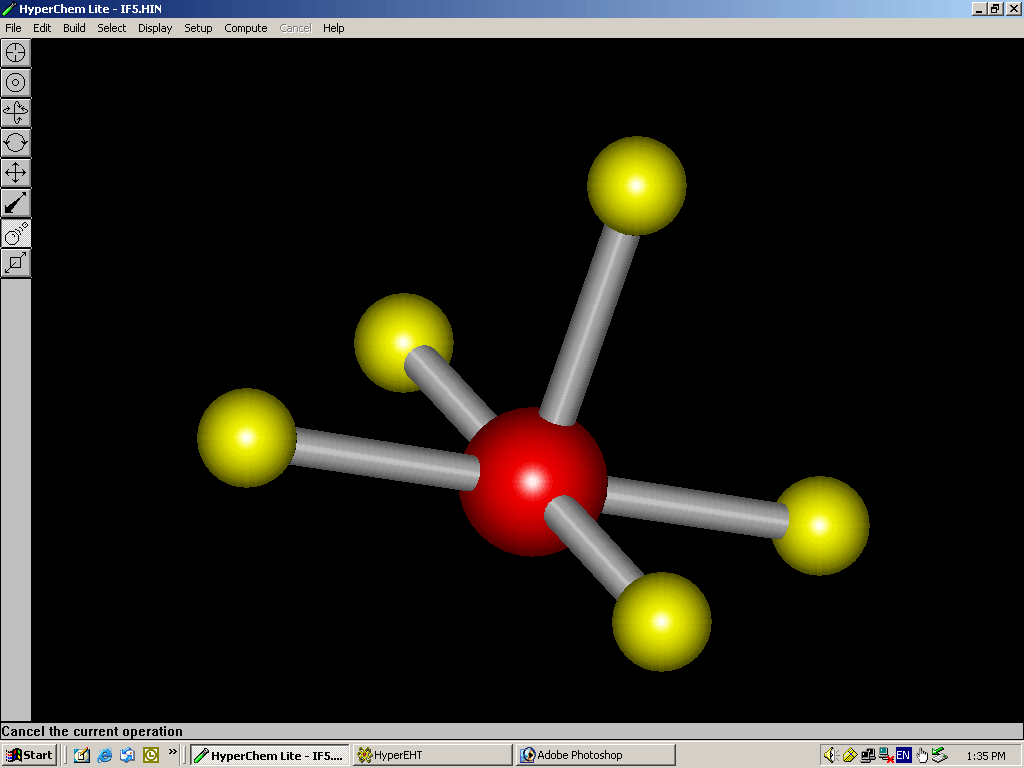 HyperChem Lite - IF5.HIN
File Edit Build Select Display Setup Compute Cancel Help
Cancel the current operation
Start » HyperChem Lite - IF5.... HyperEHT Adobe Photoshop EN 1:35 PM